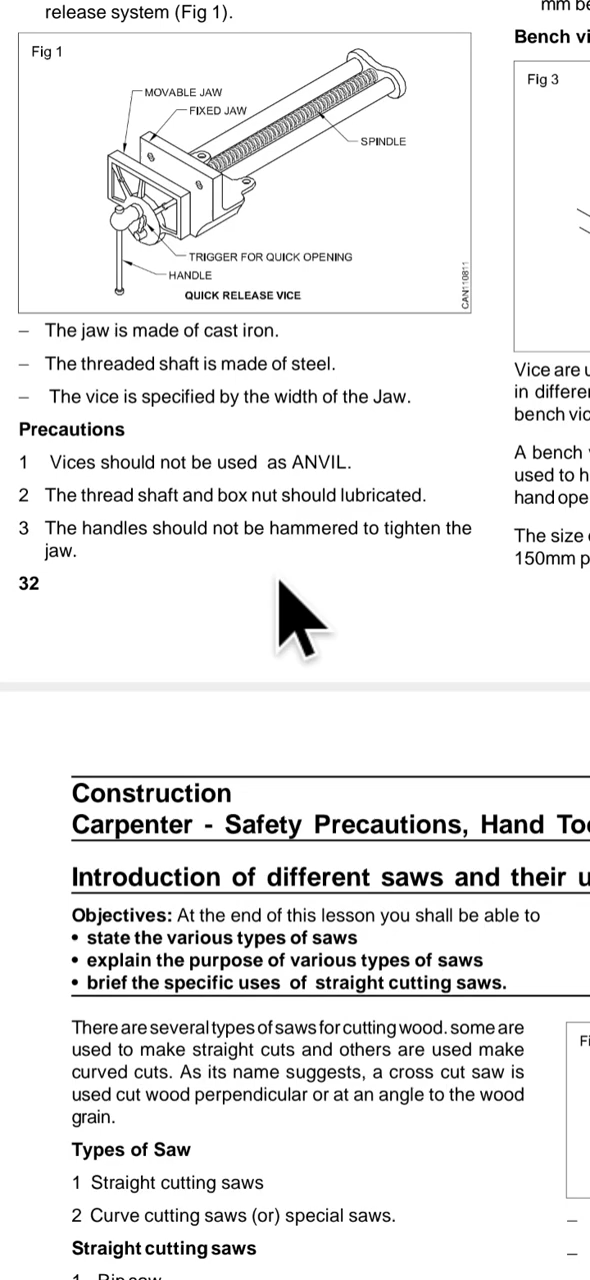 release system (Fig 1).
Fig 1
MOVABLE JAW
FIXED JAW
SPINDLE
TRIGGER FOR QUICK OPENING
HANDLE
QUICK RELEASE VICE
CAN110811
– The jaw is made of cast iron.
– The threaded shaft is made of steel.
– The vice is specified by the width of the Jaw.
Precautions
1 Vices should not be used as ANVIL.
2 The thread shaft and box nut should lubricated.
3 The handles should not be hammered to tighten the
jaw.
32
mm
Bench
Fig 3
Vice are
in
bench
A bench
used to
hand
The size
150mm
Construction
Carpenter - Safety Precautions, Hand
Introduction of different saws and their
Objectives: At the end of this lesson you shall be able to
• state the various types of saws
• explain the purpose of various types of saws
• brief the specific uses of straight cutting saws.
There are several types of saws for cutting wood. some are
used to make straight cuts and others are used make
curved cuts. As its name suggests, a cross cut saw is
used cut wood perpendicular or at an angle to the wood
grain.
Types of Saw
1 Straight cutting saws
2 Curve cutting saws (or) special saws.
Straight cutting saws
1 Rip saw